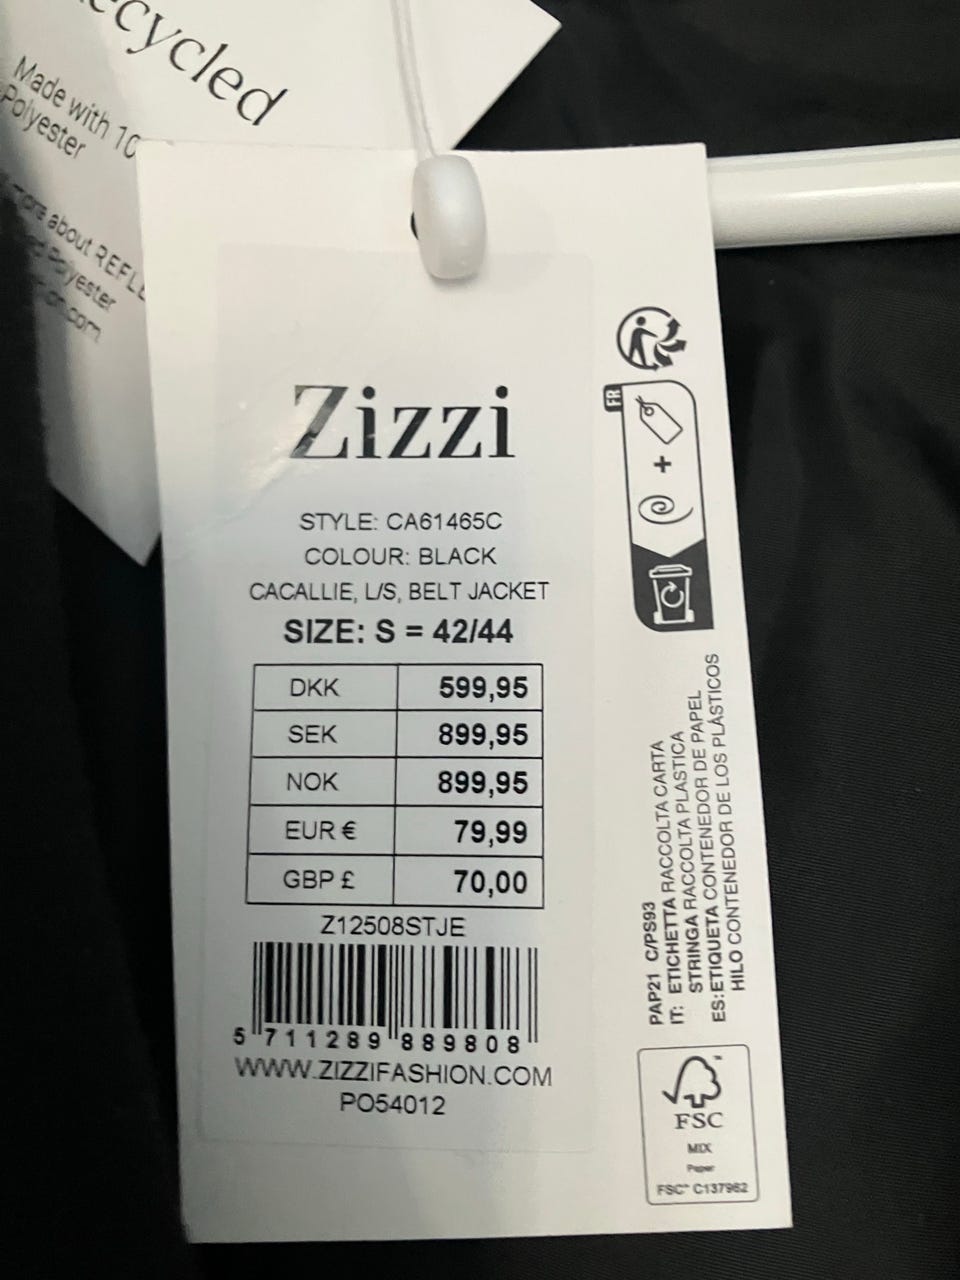 ecycled
Made with 10
Polyester
more about REFLE
ed Polyester
Zizzi
STYLE: CA61465C
COLOUR: BLACK
CACALLIE, L/S, BELT JACKET
SIZE: S = 42/44
DKK 599,95
SEK 899,95
NOK 899,95
EUR € 79,99
GBP £ 70,00
Z12508STJE
5 711289 889808
WWW.ZIZZIFASHION.COM
PO54012
FR
+
PAP21 C/PS93
IT: ETICHETTA RACCOLTA CARTA
STRINGA RACCOLTA PLASTICA
ES: ETIQUETA CONTENEDOR DE PAPEL
HILO CONTENEDOR DE LOS PLÁSTICOS
FSC
MIX
Paper
FSC® C137962